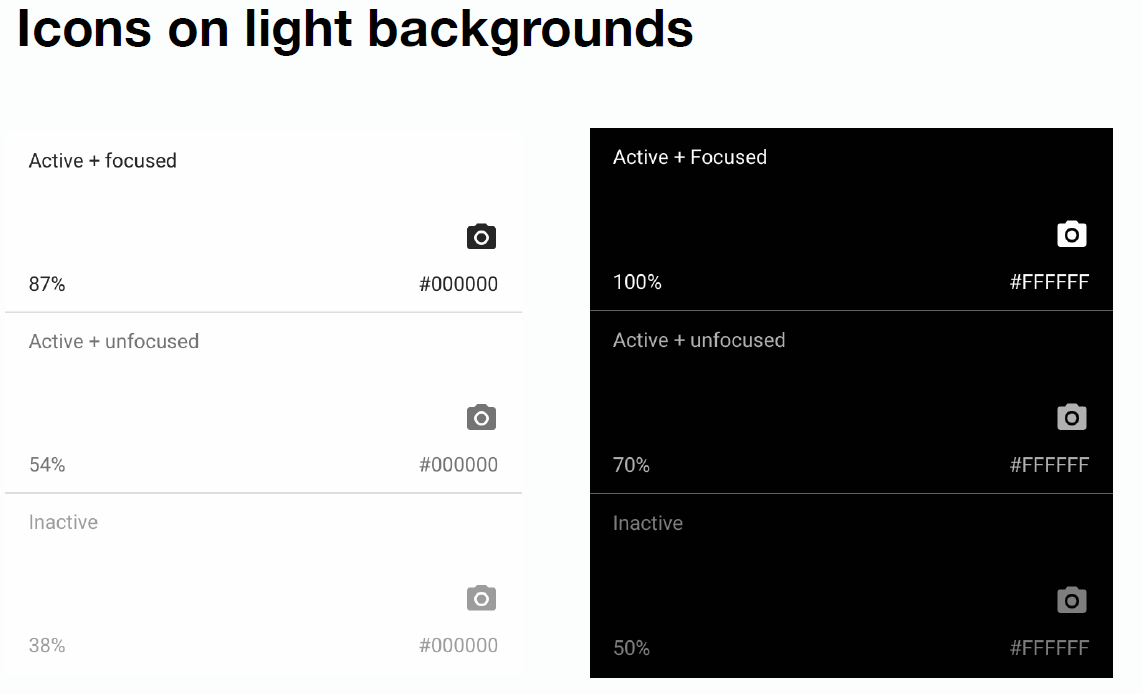 Icons on light backgrounds
Active + focused
87% #000000
Active + unfocused
54% #000000
Inactive
38% #000000
Active + Focused
100% #FFFFFF
Active + unfocused
70% #FFFFFF
Inactive
50% #FFFFFF